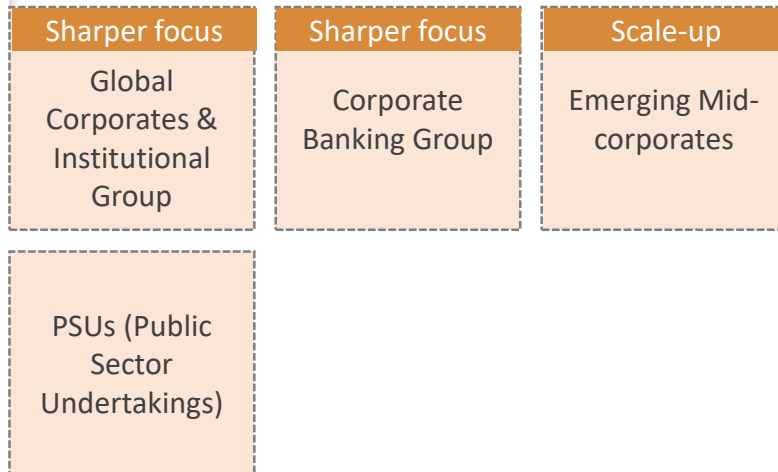 Sharper focus
Global
Corporates &
Institutional
Group
Sharper focus
Corporate
Banking Group
Scale-up
Emerging Mid-
corporates
PSUs (Public
Sector
Undertakings)